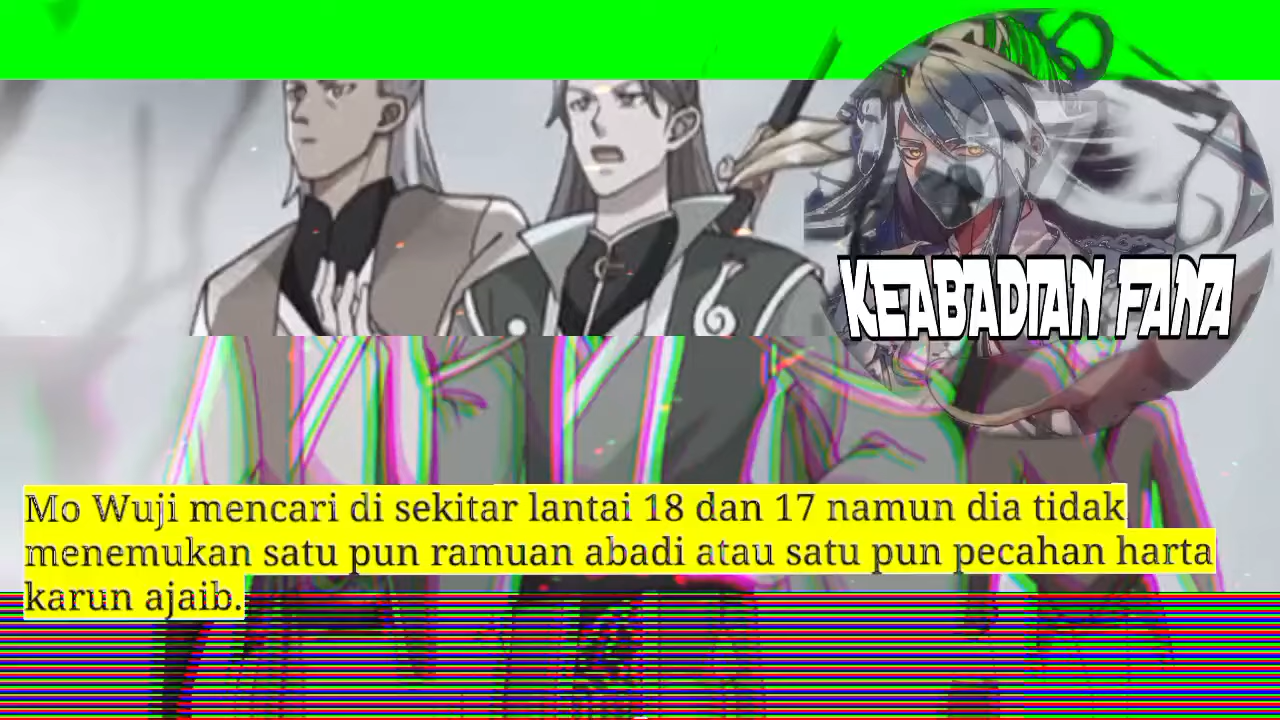 KEABADIAN FANA
Mo Wuji mencari di sekitar lantai 18 dan 17 namun dia tidak
menemukan satu pun ramuan abadi atau satu pun pecahan harta
karun ajaib.